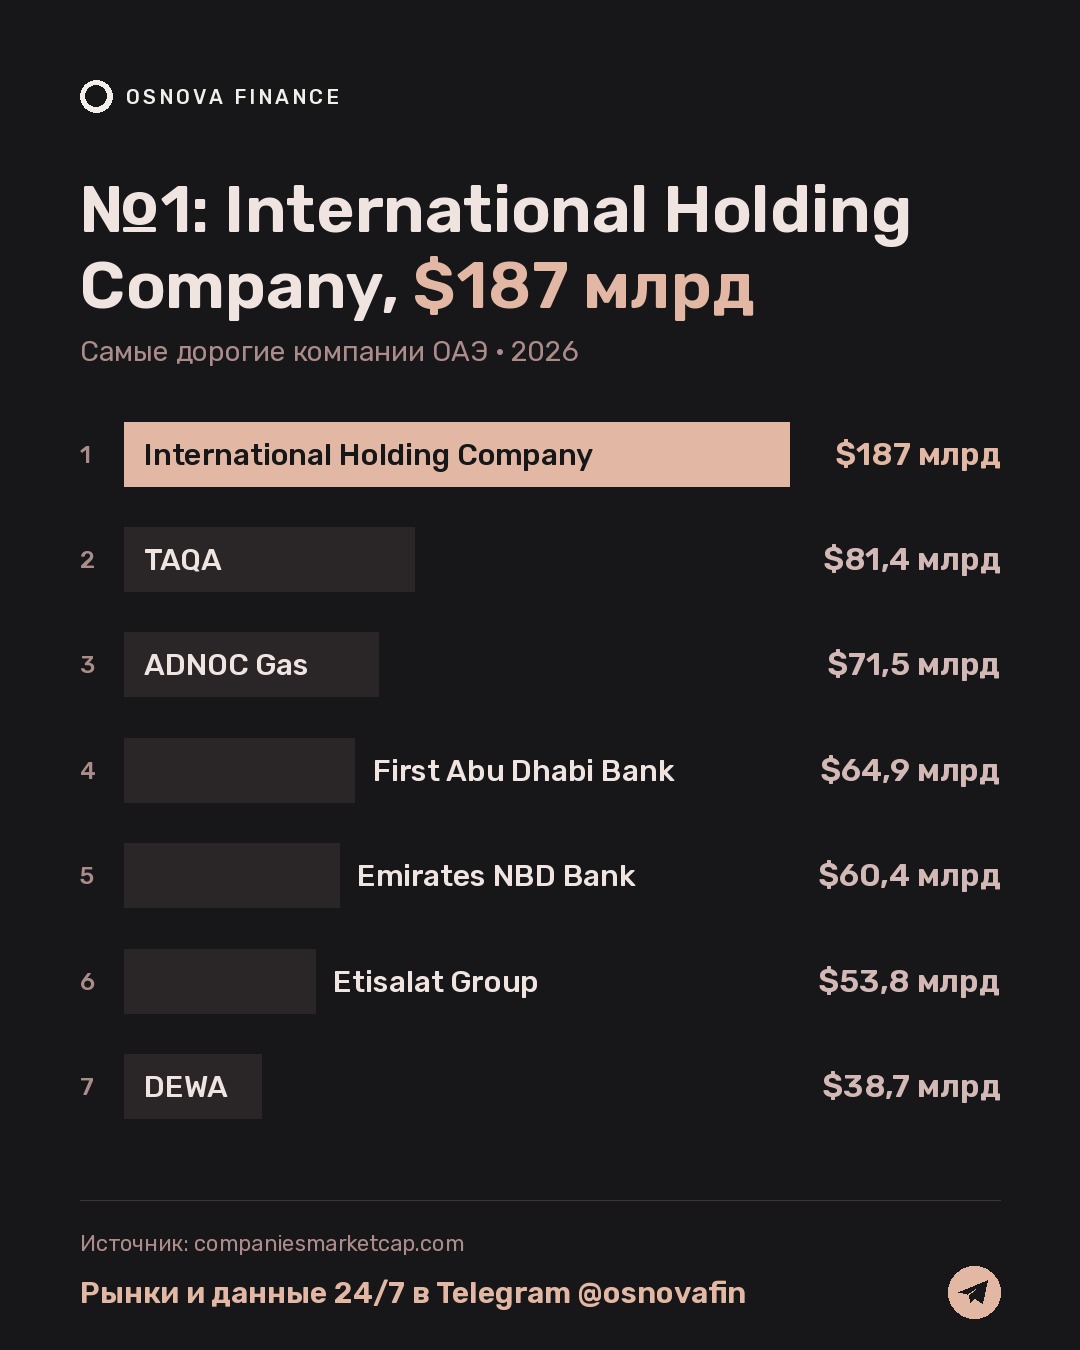 OSNOVA FINANCE
№1: International Holding
Company, $187 млрд
Самые дорогие компании ОАЭ • 2026
1 International Holding Company $187 млрд
2 TAQA $81,4 млрд
3 ADNOC Gas $71,5 млрд
4 First Abu Dhabi Bank $64,9 млрд
5 Emirates NBD Bank $60,4 млрд
6 Etisalat Group $53,8 млрд
7 DEWA $38,7 млрд
Источник: companiesmarketcap.com
Рынки и данные 24/7 в Telegram @osnovafin